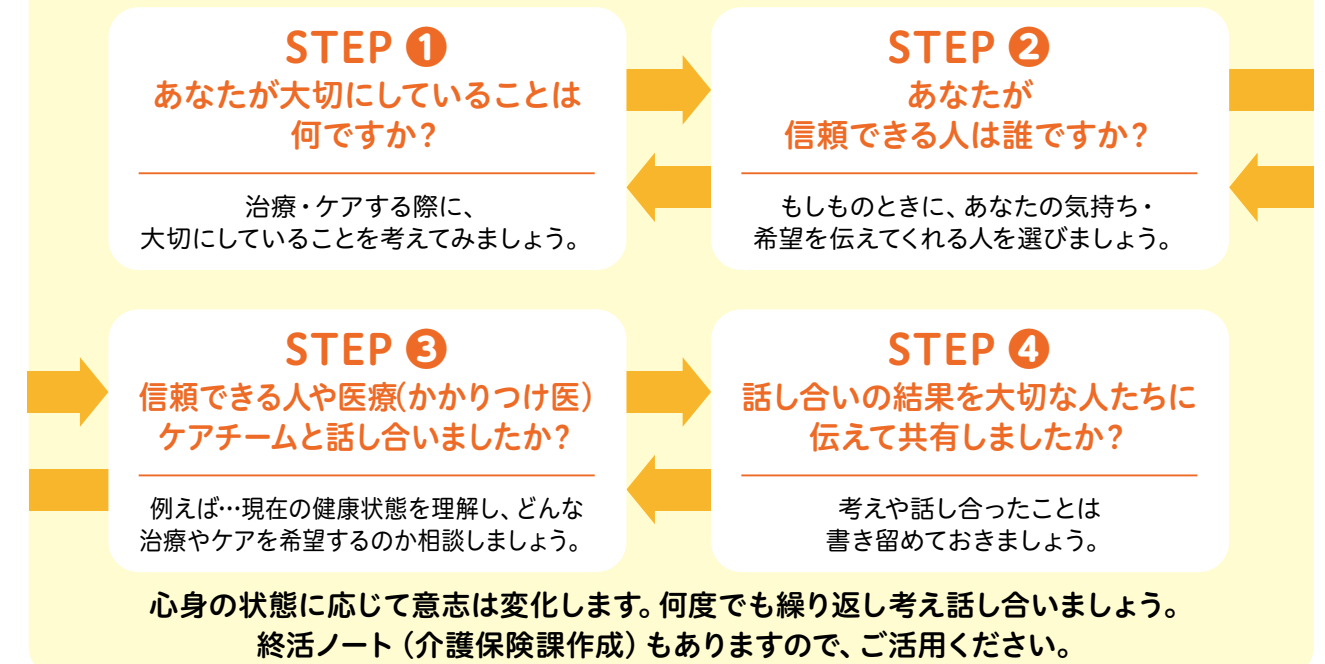 STEP ❶
あなたが大切にしていることは
何ですか？
治療・ケアする際に、
大切にしていることを考えてみましょう。
STEP ❷
あなたが
信頼できる人は誰ですか？
もしものときに、あなたの気持ち・
希望を伝えてくれる人を選びましょう。
STEP ❸
信頼できる人や医療(かかりつけ医)
ケアチームと話し合いましたか？
例えば…現在の健康状態を理解し、どんな
治療やケアを希望するのか相談しましょう。
STEP ❹
話し合いの結果を大切な人たちに
伝えて共有しましたか？
考えや話し合ったことは
書き留めておきましょう。
心身の状態に応じて意志は変化します。何度でも繰り返し考え話し合いましょう。
終活ノート（介護保険課作成）もありますので、ご活用ください。